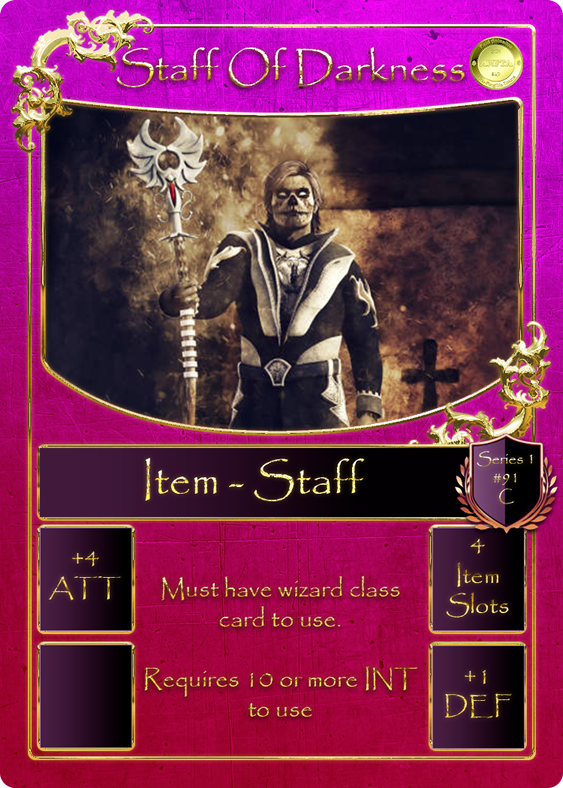 Staff Of Darkness
Item - Staff
Series 1
#91
C
+4
ATT
Must have wizard class
card to use.
4
Item
Slots
Requires 10 or more INT
to use
+1
DEF